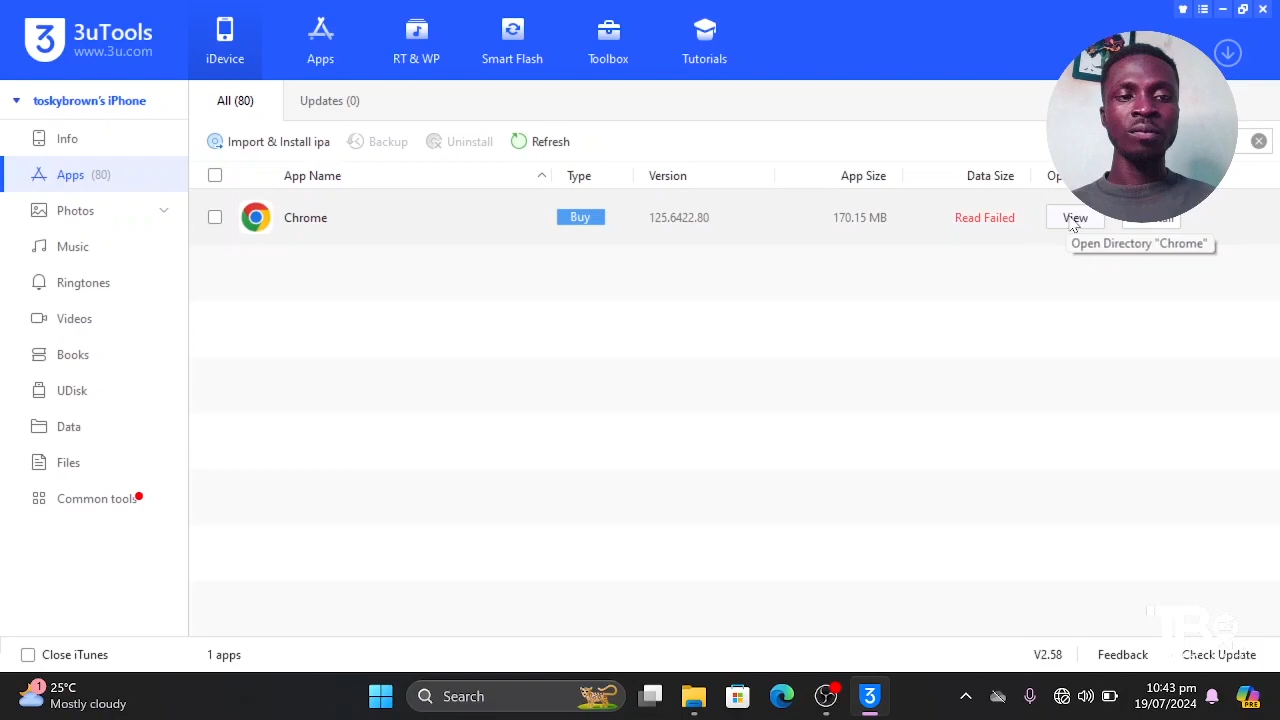 3 3uTools
www.3u.com
iDevice
Apps
RT & WP
Smart Flash
Toolbox
Tutorials
toskybrown's iPhone
All (80)
Updates (0)
Info
Import & Install ipa
Backup
Uninstall
Refresh
Apps (80)
App Name
Type
Version
App Size
Data Size
Photos
Chrome
Buy
125.6422.80
170.15 MB
Read Failed
View
Open Directory "Chrome"
Music
Ringtones
Videos
Books
UDisk
Data
Files
Common tools
Close iTunes
1 apps
V2.58
Feedback
Check Update
1
25°C
Mostly cloudy
Search
3
10:43 pm
19/07/2024
PRE